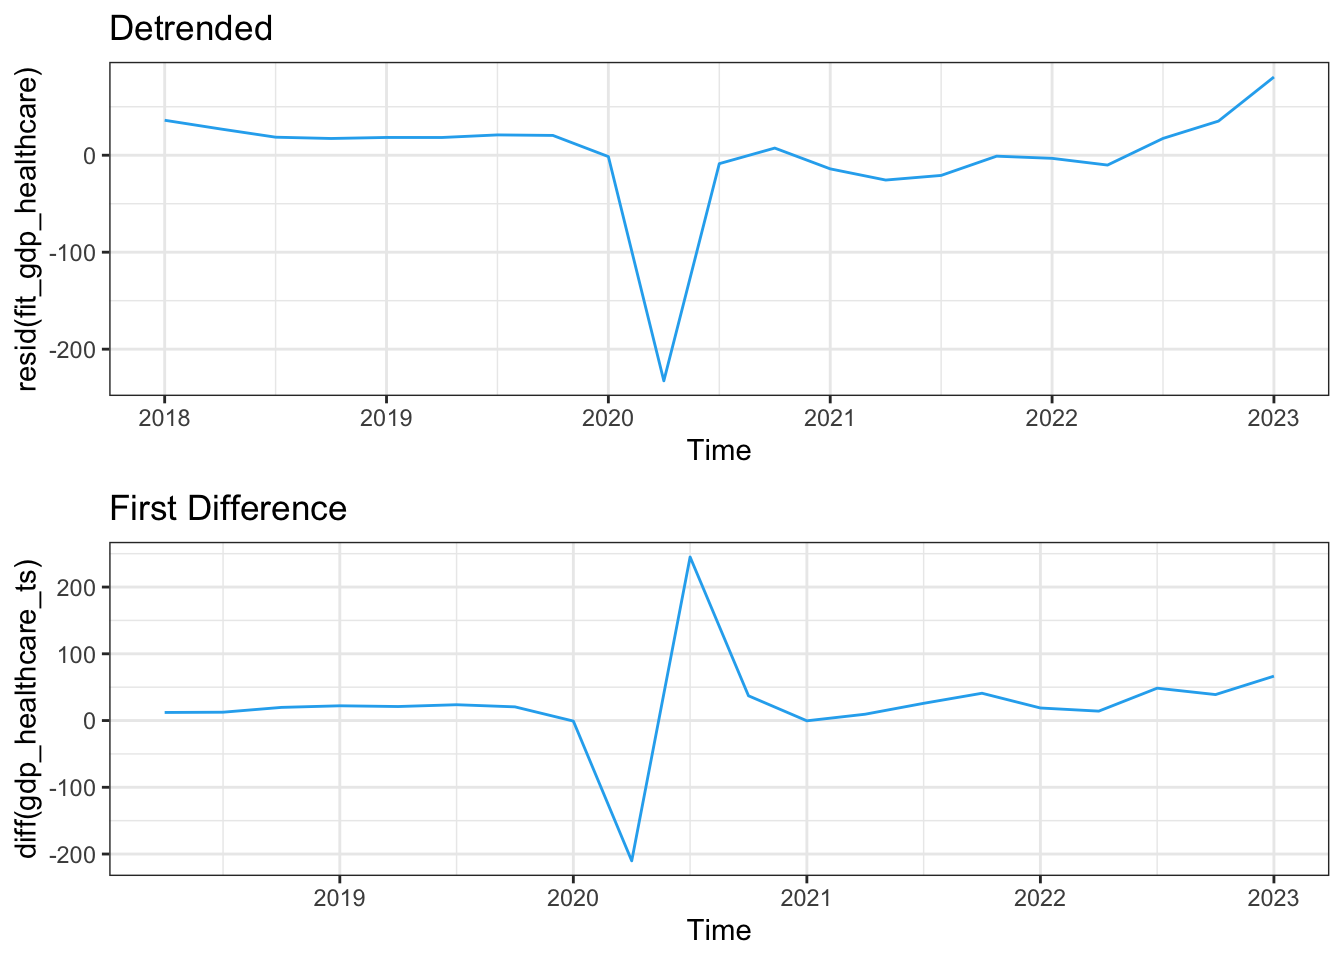 Detrended
resid(fit_gdp_healthcare)
0
-100
-200
2018 2019 2020 2021 2022 2023
Time
First Difference
diff(gdp_healthcare_ts)
200
100
0
-100
-200
2019 2020 2021 2022 2023
Time